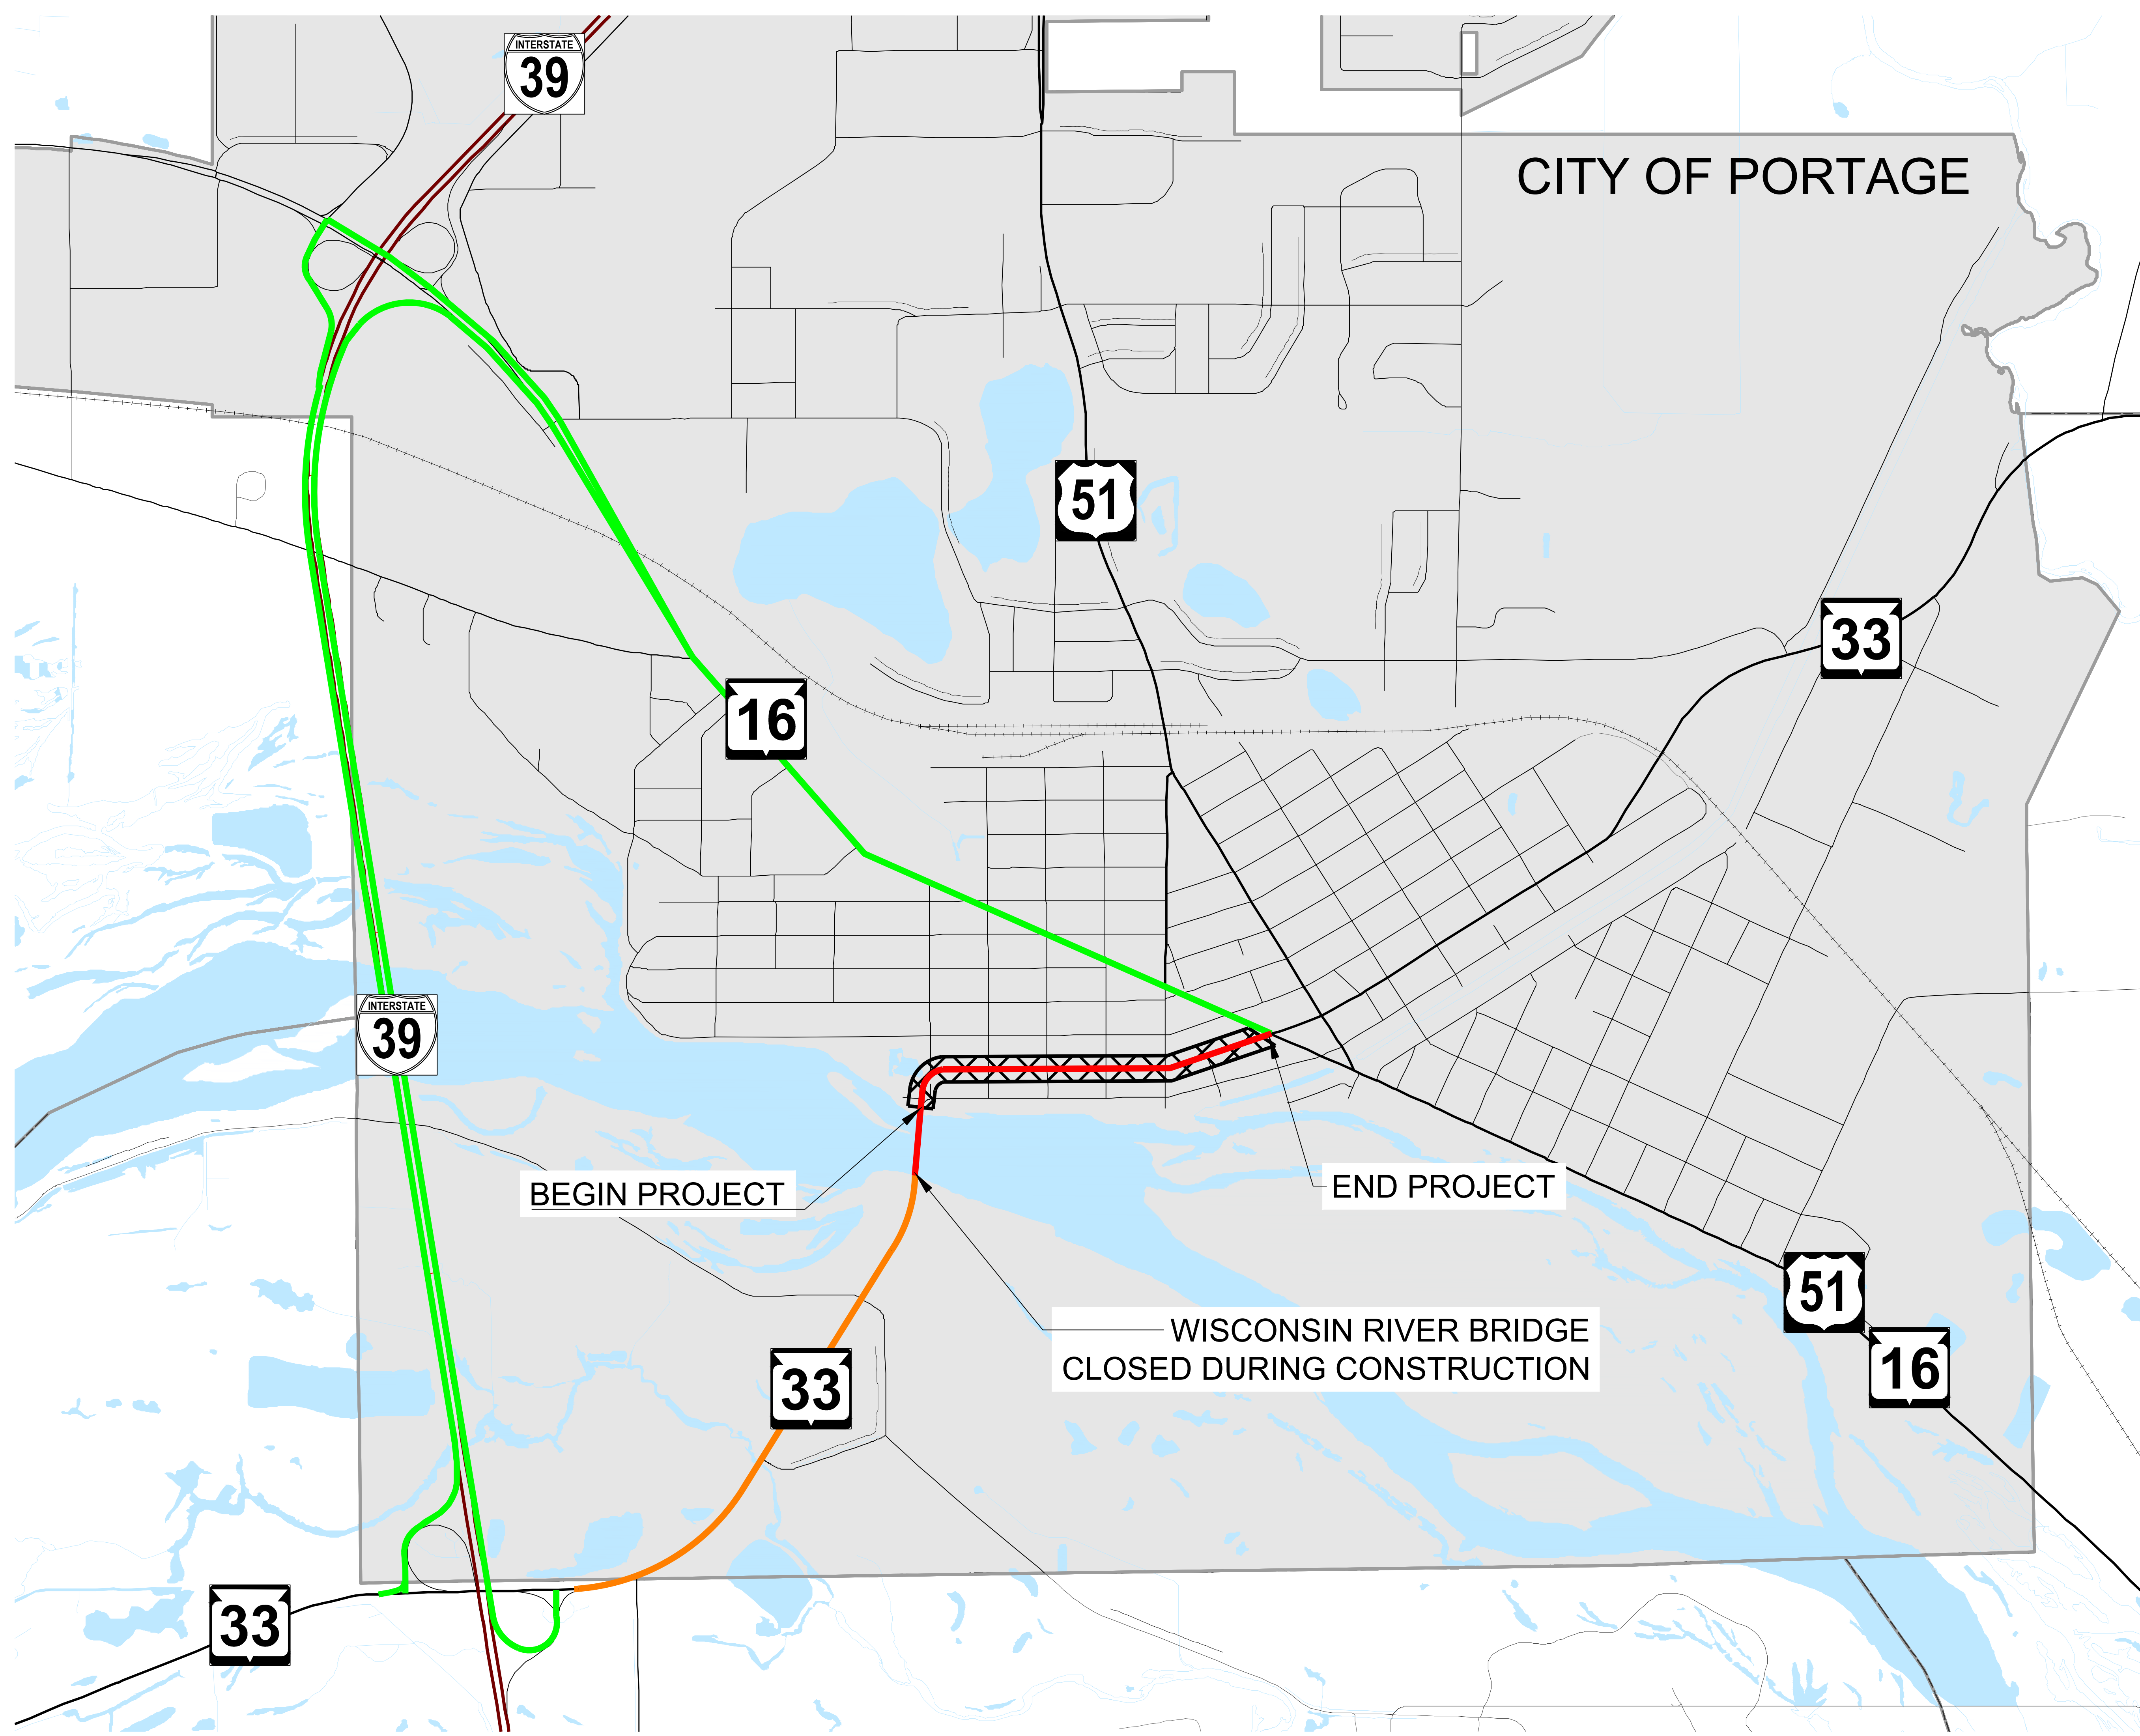 INTERSTATE
39
CITY OF PORTAGE
51
33
16
INTERSTATE
39
BEGIN PROJECT
END PROJECT
51
WISCONSIN RIVER BRIDGE
CLOSED DURING CONSTRUCTION
16
33
33